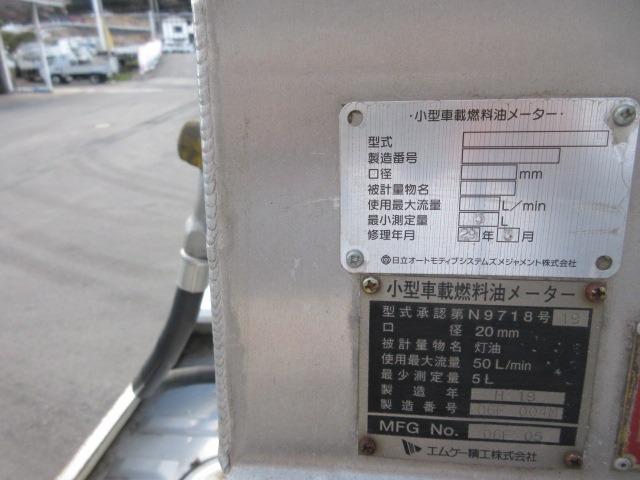 ·小型車載燃料油メーター·
型式
製造番号
口径 mm
被計量物名
使用最大流量 L/min
最小測定量 L
修理年月 29年 月
日立オートモティブシステムズメジャメント株式会社
小型車載燃料油メーター
型式承認第N9718号 19
口径 20mm
被計量物名 灯油
使用最大流量 50L/min
最少測定量 5L
製造年 H 19
製造番号 06F 004M
MFG No. 06F 05
エムケー精工株式会社